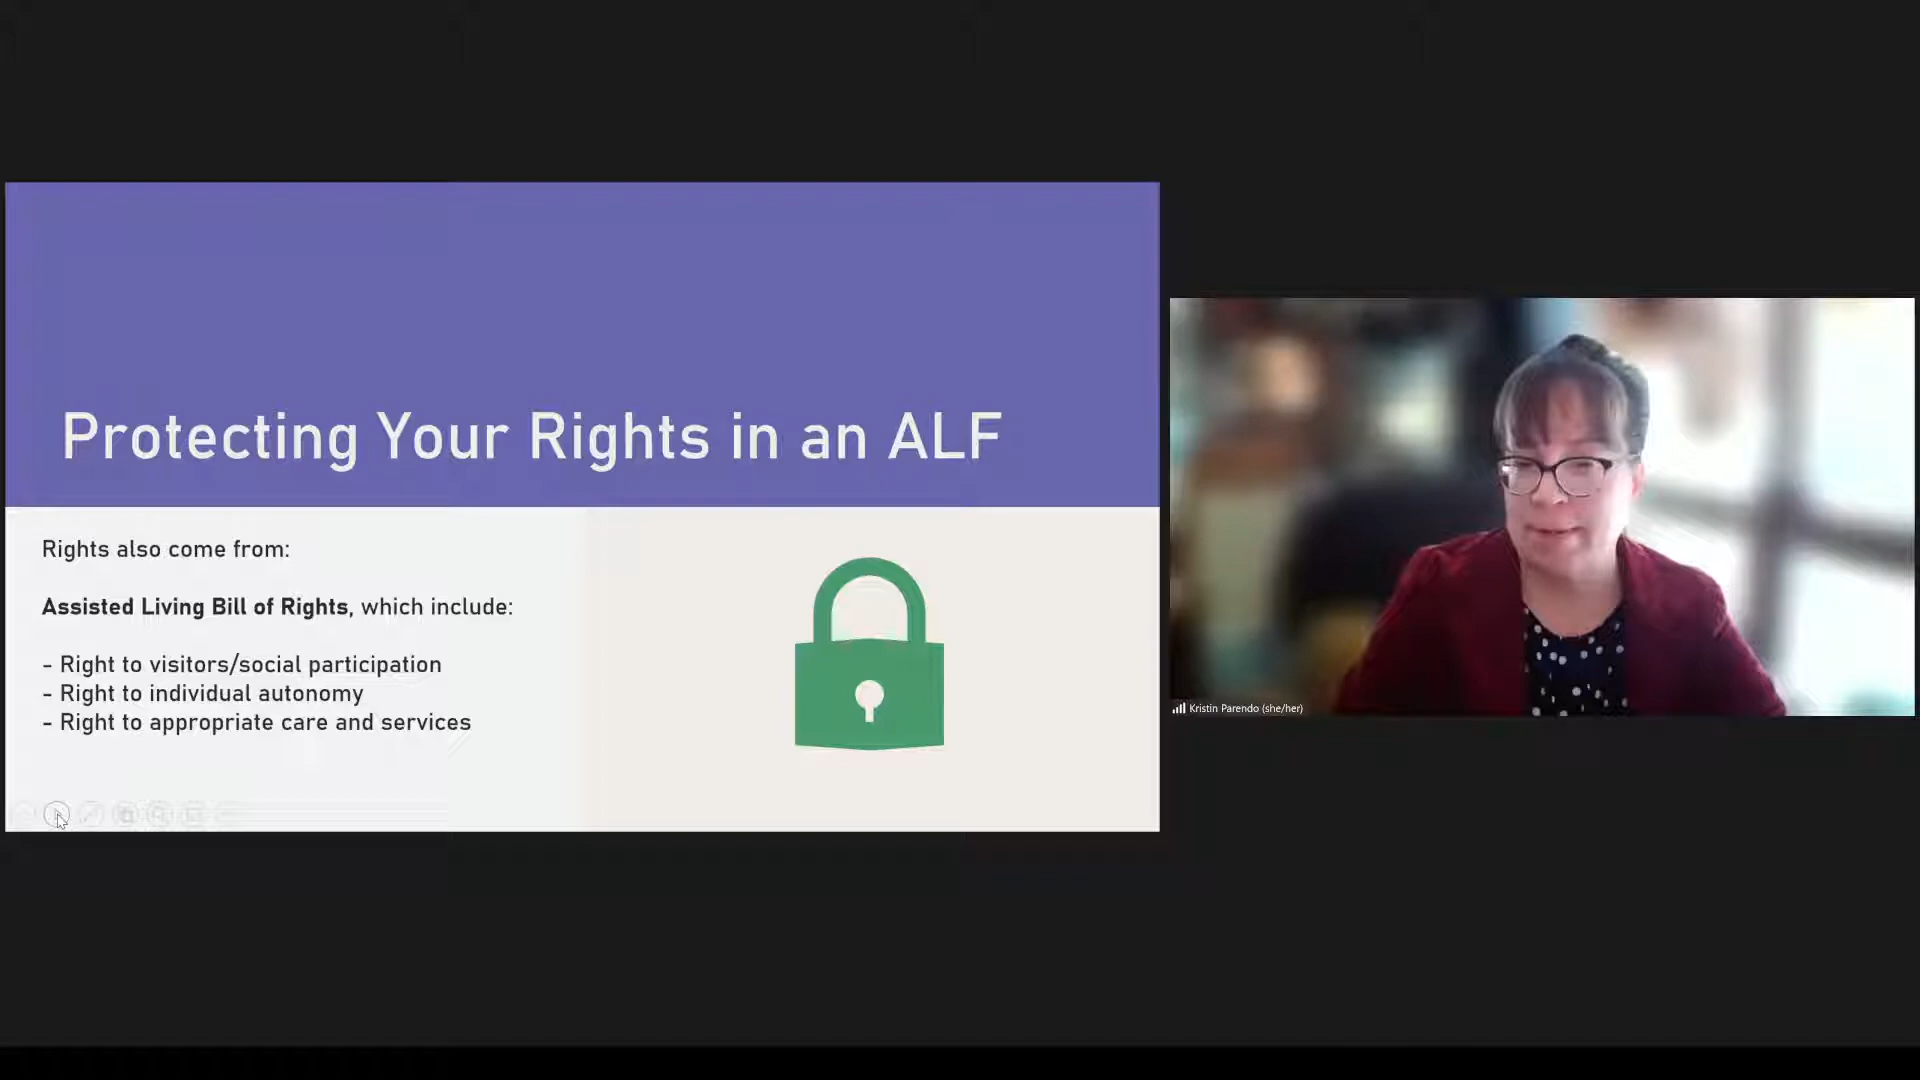 Protecting Your Rights in an ALF
Rights also come from:
Assisted Living Bill of Rights, which include:
- Right to visitors/social participation
- Right to individual autonomy
- Right to appropriate care and services
Kristin Parendo (she/her)